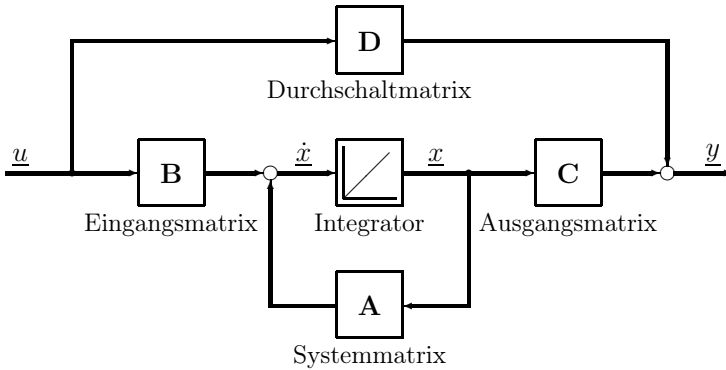 D
Durchschaltmatrix
u ẋ x y
B C
Eingangsmatrix Integrator Ausgangsmatrix
A
Systemmatrix